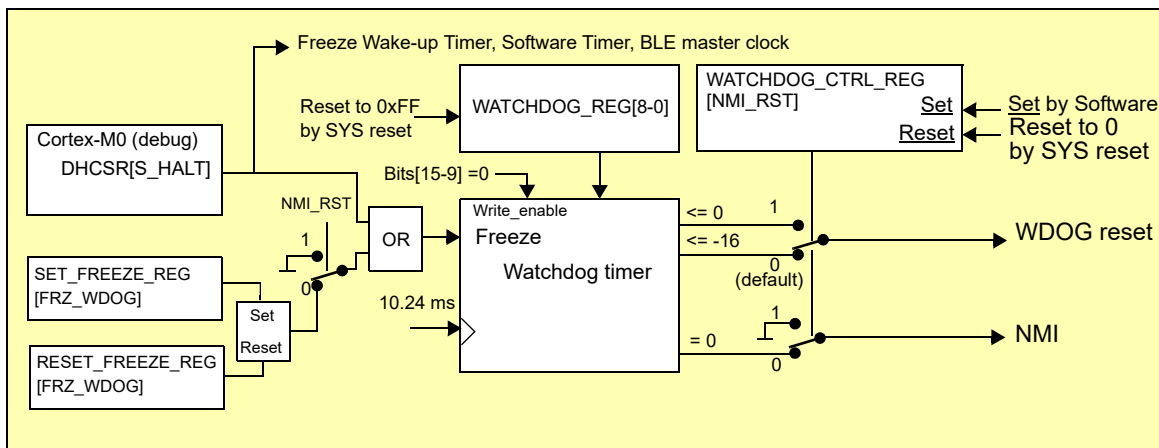 Freeze Wake-up Timer, Software Timer, BLE master clock
WATCHDOG_CTRL_REG
[NMI_RST]
Set
Reset
Set by Software
Reset to 0
by SYS reset
Reset to 0xFF
by SYS reset
WATCHDOG_REG[8-0]
Cortex-M0 (debug)
DHCSR[S_HALT]
Bits[15-9] =0
NMI_RST
1
0
OR
Write_enable
Freeze
Watchdog timer
<= 0
<= -16
1
0
(default)
WDOG reset
SET_FREEZE_REG
[FRZ_WDOG]
Set
Reset
10.24 ms
RESET_FREEZE_REG
[FRZ_WDOG]
= 0
1
0
NMI